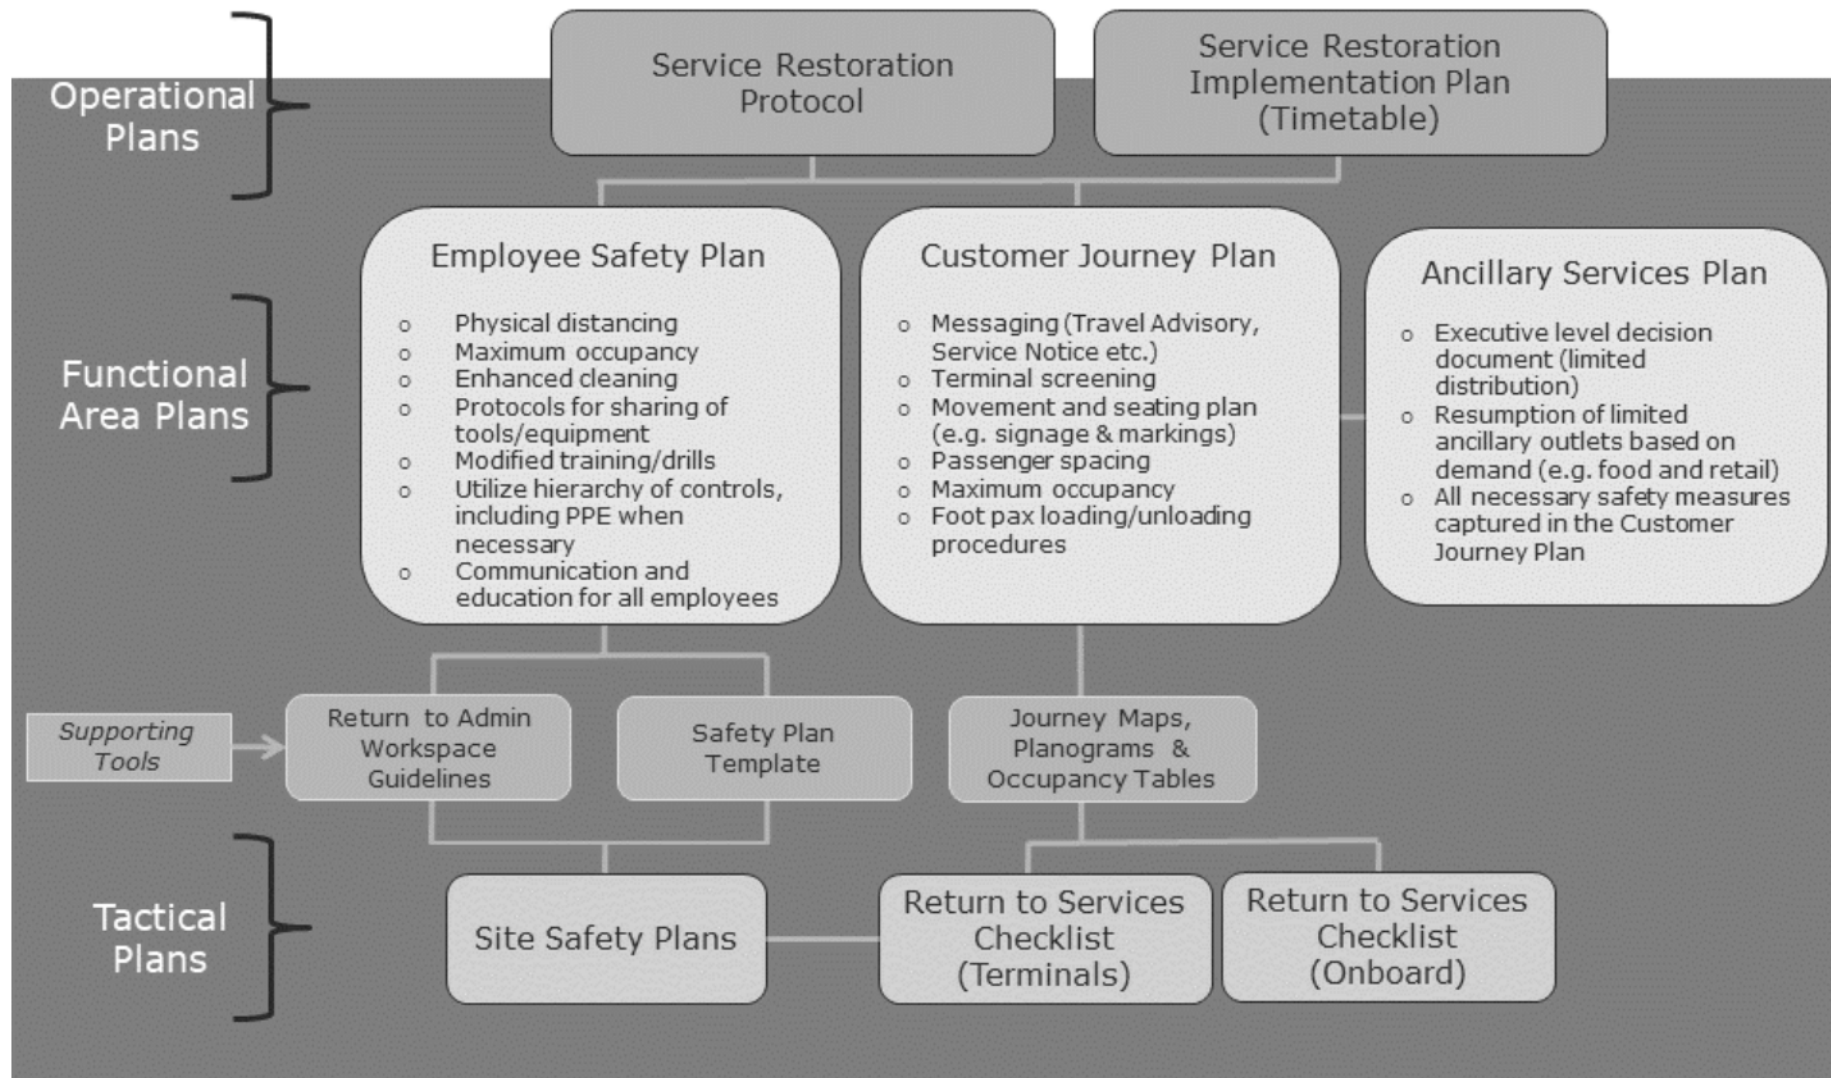 Operational
Plans
Service Restoration
Protocol
Service Restoration
Implementation Plan
(Timetable)
Functional
Area Plans
Employee Safety Plan
o Physical distancing
o Maximum occupancy
o Enhanced cleaning
o Protocols for sharing of
tools/equipment
o Modified training/drills
o Utilize hierarchy of controls,
including PPE when
necessary
o Communication and
education for all employees
Customer Journey Plan
o Messaging (Travel Advisory,
Service Notice etc.)
o Terminal screening
o Movement and seating plan
(e.g. signage & markings)
o Passenger spacing
o Maximum occupancy
o Foot pax loading/unloading
procedures
Ancillary Services Plan
o Executive level decision
document (limited
distribution)
o Resumption of limited
ancillary outlets based on
demand (e.g. food and retail)
o All necessary safety measures
captured in the Customer
Journey Plan
Supporting
Tools
Return to Admin
Workspace
Guidelines
Safety Plan
Template
Journey Maps,
Planograms &
Occupancy Tables
Tactical
Plans
Site Safety Plans
Return to Services
Checklist
(Terminals)
Return to Services
Checklist
(Onboard)